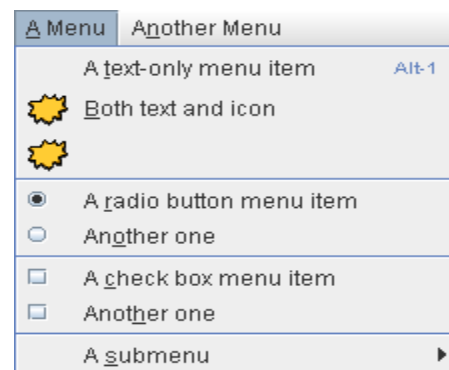 A Menu Another Menu
A text-only menu item Alt-1
Both text and icon
A radio button menu item
Another one
A check box menu item
Another one
A submenu